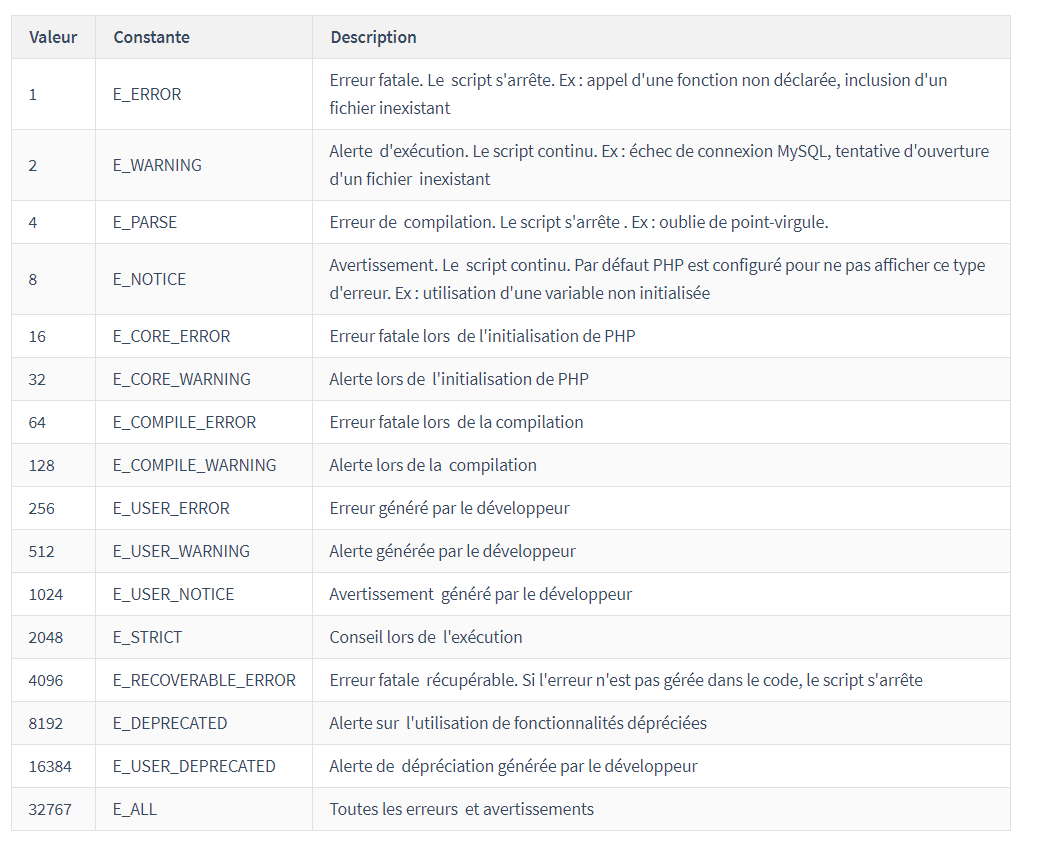 Valeur Constante Description
1 E_ERROR Erreur fatale. Le script s'arrête. Ex : appel d'une fonction non déclarée, inclusion d'un
fichier inexistant
2 E_WARNING Alerte d'exécution. Le script continu. Ex : échec de connexion MySQL, tentative d'ouverture
d'un fichier inexistant
4 E_PARSE Erreur de compilation. Le script s'arrête . Ex : oublie de point-virgule.
8 E_NOTICE Avertissement. Le script continu. Par défaut PHP est configuré pour ne pas afficher ce type
d'erreur. Ex : utilisation d'une variable non initialisée
16 E_CORE_ERROR Erreur fatale lors de l'initialisation de PHP
32 E_CORE_WARNING Alerte lors de l'initialisation de PHP
64 E_COMPILE_ERROR Erreur fatale lors de la compilation
128 E_COMPILE_WARNING Alerte lors de la compilation
256 E_USER_ERROR Erreur généré par le développeur
512 E_USER_WARNING Alerte générée par le développeur
1024 E_USER_NOTICE Avertissement généré par le développeur
2048 E_STRICT Conseil lors de l'exécution
4096 E_RECOVERABLE_ERROR Erreur fatale récupérable. Si l'erreur n'est pas gérée dans le code, le script s'arrête
8192 E_DEPRECATED Alerte sur l'utilisation de fonctionnalités dépréciées
16384 E_USER_DEPRECATED Alerte de dépréciation générée par le développeur
32767 E_ALL Toutes les erreurs et avertissements